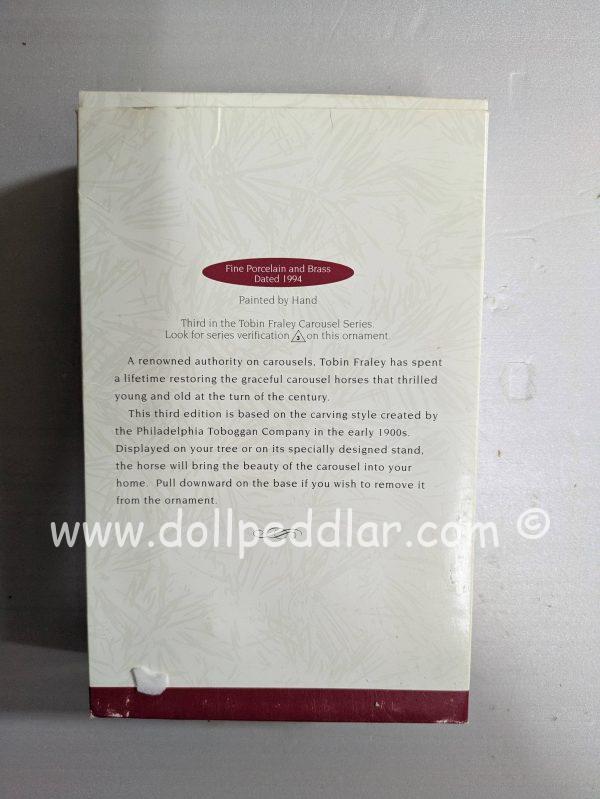 Fine Porcelain and Brass
Dated 1994
Painted by Hand
Third in the Tobin Fraley Carousel Series.
Look for series verification 3 on this ornament.
A renowned authority on carousels, Tobin Fraley has spent
a lifetime restoring the graceful carousel horses that thrilled
young and old at the turn of the century.
This third edition is based on the carving style created by
the Philadelphia Toboggan Company in the early 1900s.
Displayed on your tree or on its specially designed stand,
the horse will bring the beauty of the carousel into your
home. Pull downward on the base if you wish to remove it
from the ornament.
www.dollpeddlar.com ©